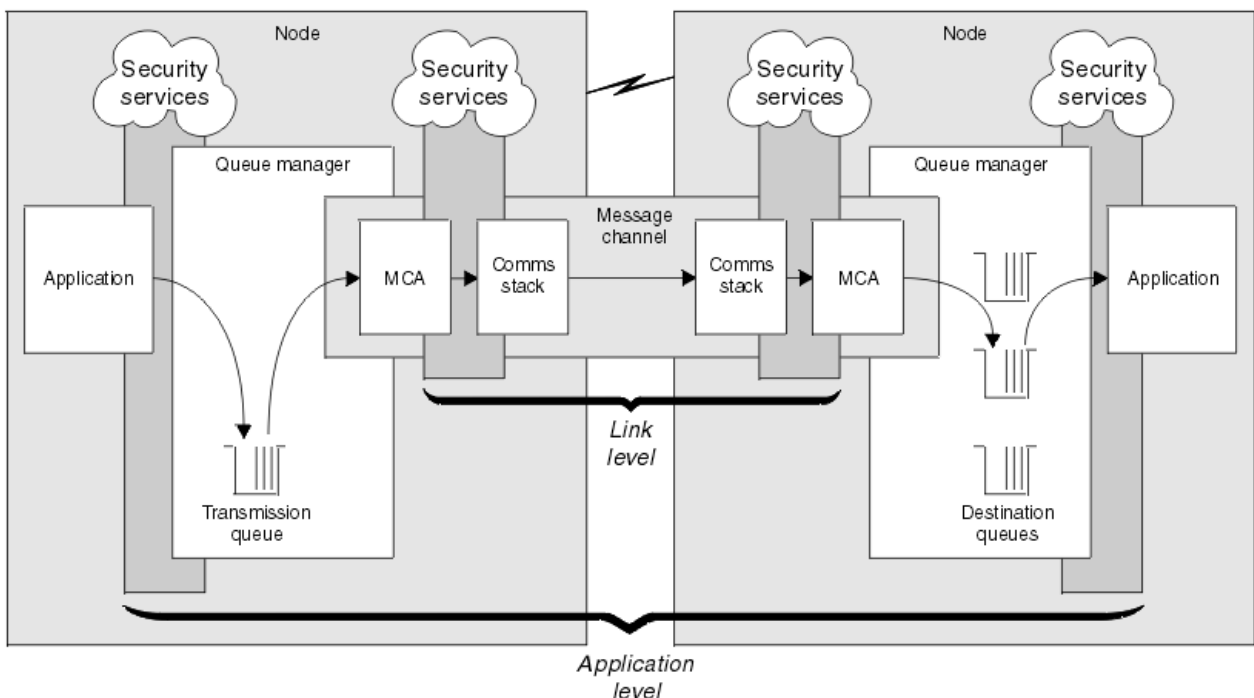 Node
Node
Security
services
Security
services
Security
services
Security
services
Queue manager
Queue manager
Message
channel
Application
MCA
Comms
stack
Comms
stack
MCA
Application
Link
level
Transmission
queue
Destination
queues
Application
level